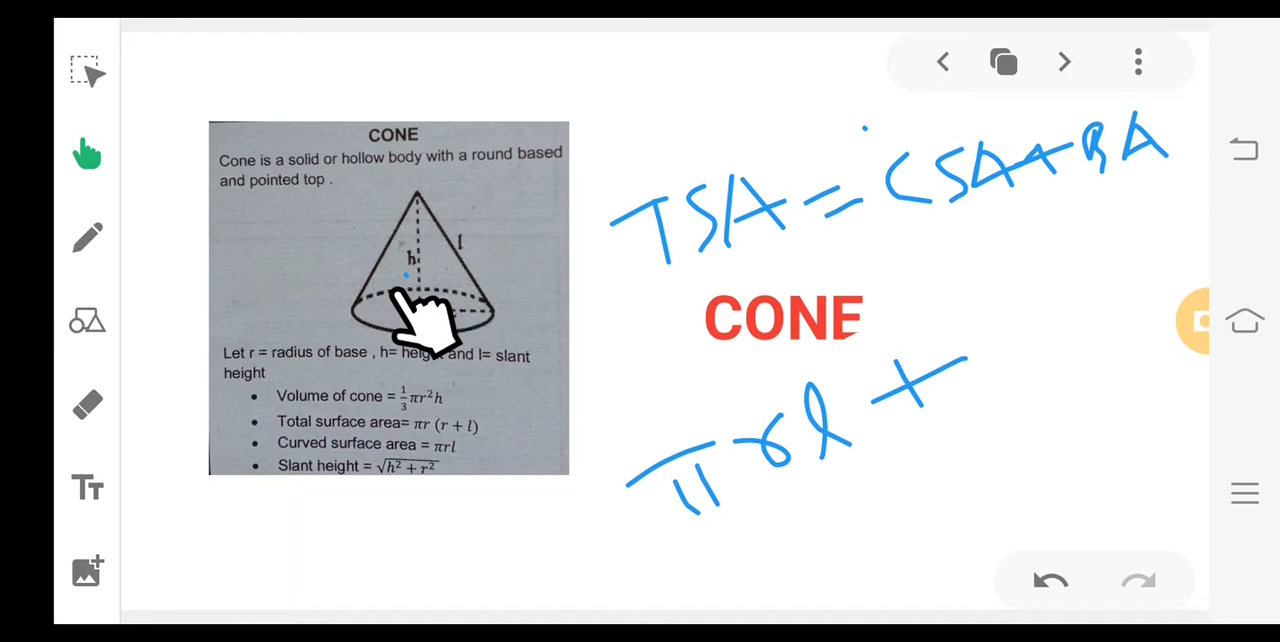 CONE
Cone is a solid or hollow body with a round based
and pointed top .
h
l
Let r = radius of base , h= height and l= slant
height
• Volume of cone = 1/3 πr²h
• Total surface area= πr (r + l)
• Curved surface area = πrl
• Slant height = √h² + r²
TSA = CSA+BA
CONE
πrl +
Tт